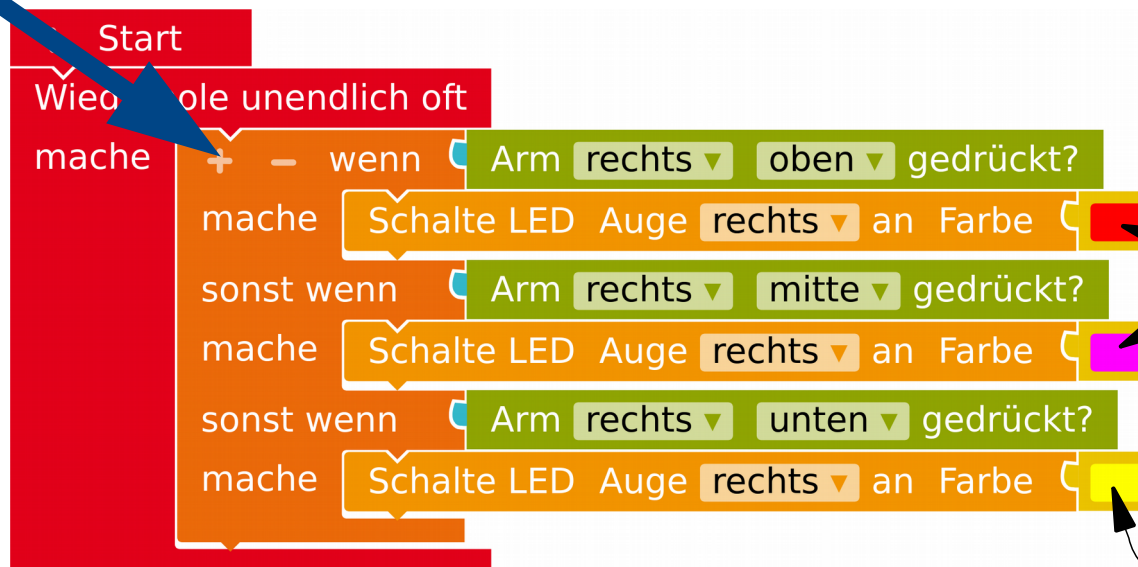 Start
ole unendlich oft
mache + − wenn Arm rechts ▾ oben ▾ gedrückt?
mache Schalte LED Auge rechts ▾ an Farbe
sonst wenn Arm rechts ▾ mitte ▾ gedrückt?
mache Schalte LED Auge rechts ▾ an Farbe
sonst wenn Arm rechts ▾ unten ▾ gedrückt?
mache Schalte LED Auge rechts ▾ an Farbe